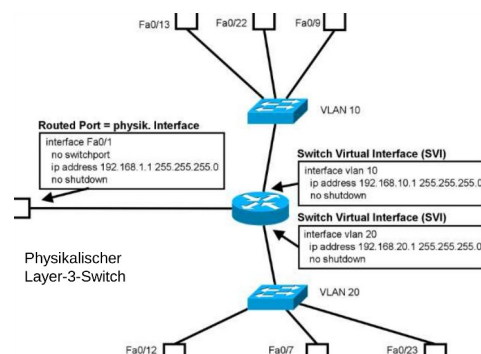 Fa0/13
Fa0/22
Fa0/9
VLAN 10
Routed Port = physik. Interface
interface Fa0/1
no switchport
ip address 192.168.1.1 255.255.255.0
no shutdown
Switch Virtual Interface (SVI)
interface vlan 10
ip address 192.168.10.1 255.255.255.0
no shutdown
Switch Virtual Interface (SVI)
interface vlan 20
ip address 192.168.20.1 255.255.255.0
no shutdown
Physikalischer
Layer-3-Switch
VLAN 20
Fa0/12
Fa0/7
Fa0/23